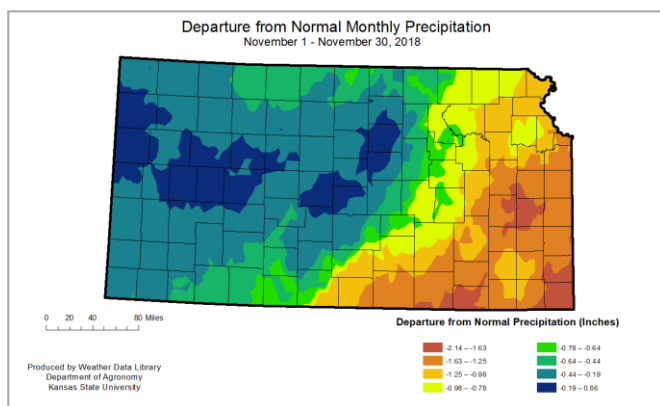 Departure from Normal Monthly Precipitation
November 1 - November 30, 2018
0 20 40 80 Miles
Produced by Weather Data Library
Department of Agronomy
Kansas State University
Departure from Normal Precipitation (Inches)
-2.14 – -1.63
-1.63 – -1.25
-1.25 – -0.98
-0.98 – -0.78
-0.78 – -0.64
-0.64 – -0.44
-0.44 – -0.19
-0.19 – 0.86